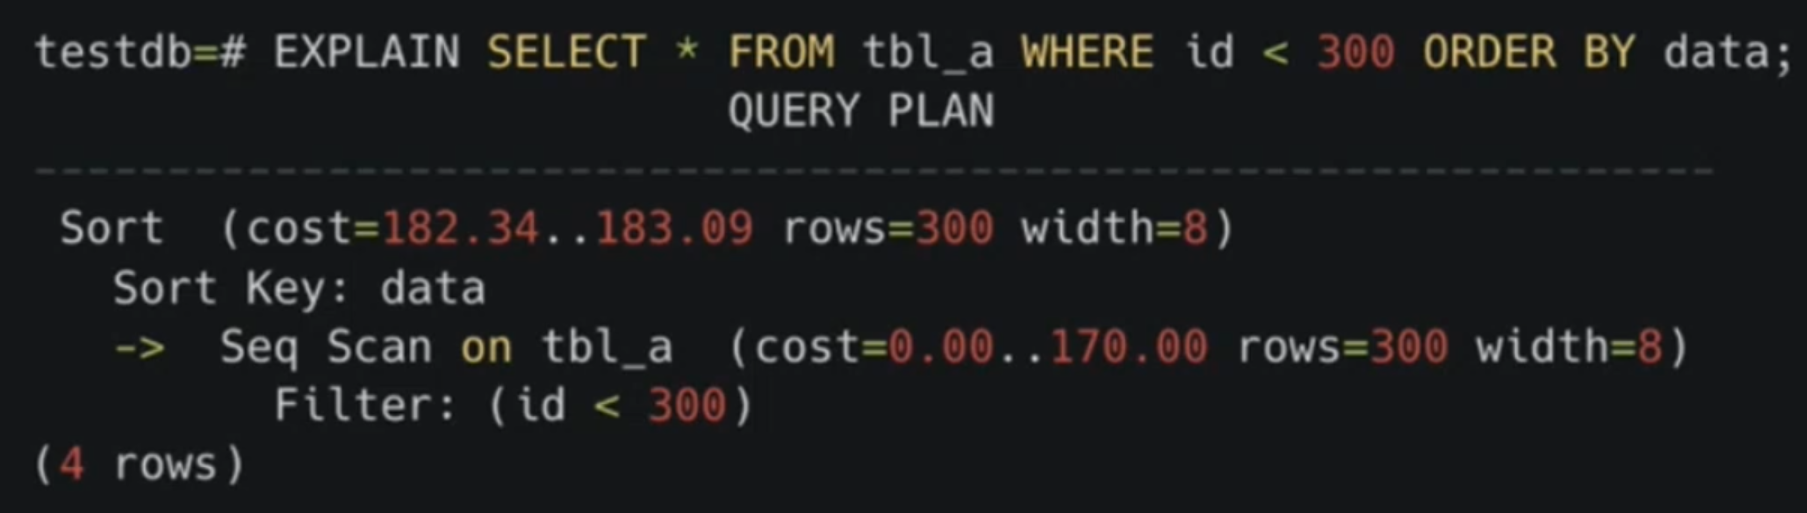 testdb=# EXPLAIN SELECT * FROM tbl_a WHERE id < 300 ORDER BY data;
QUERY PLAN
---------------------------------------------------------------
Sort  (cost=182.34..183.09 rows=300 width=8)
Sort Key: data
->  Seq Scan on tbl_a  (cost=0.00..170.00 rows=300 width=8)
Filter: (id < 300)
(4 rows)